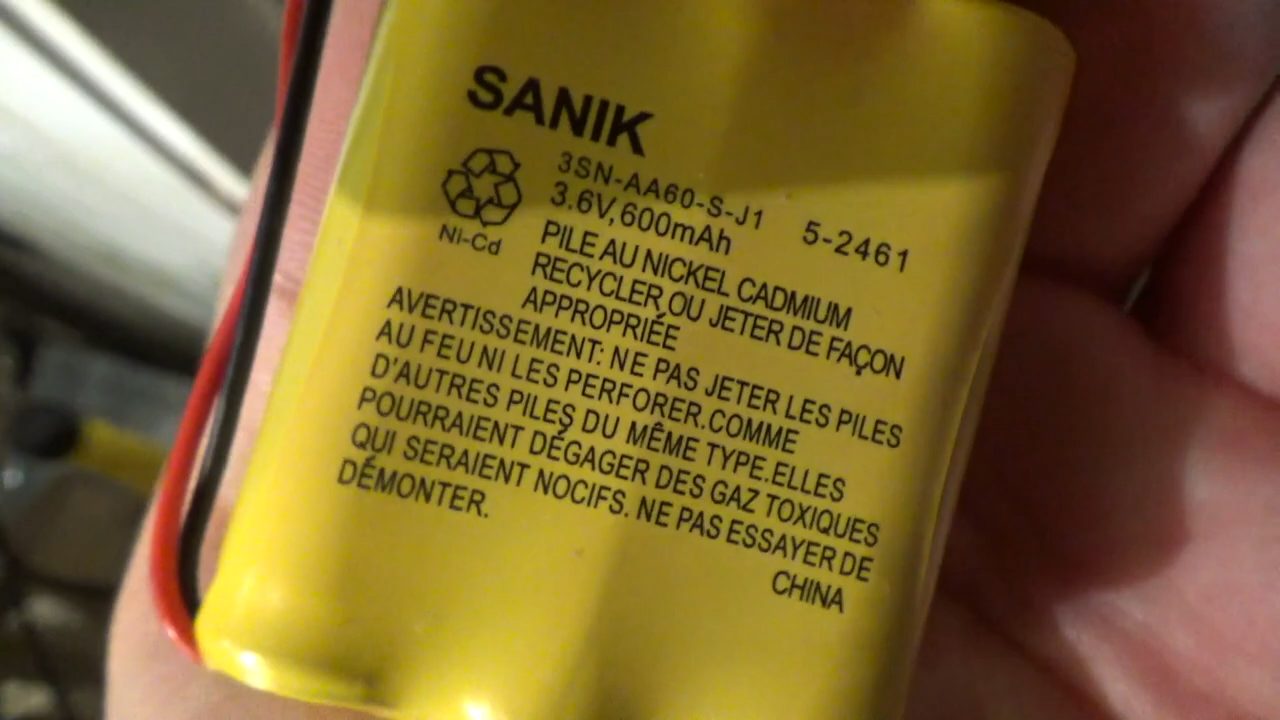 SANIK
3SN-AA60-S-J1 5-2461
3.6V,600mAh
Ni-Cd
PILE AU NICKEL CADMIUM
RECYCLER OU JETER DE FAÇON
APPROPRIÉE
AVERTISSEMENT: NE PAS JETER LES PILES
AU FEU NI LES PERFORER.COMME
D'AUTRES PILES DU MÊME TYPE.ELLES
POURRAIENT DÉGAGER DES GAZ TOXIQUES
QUI SERAIENT NOCIFS. NE PAS ESSAYER DE
DÉMONTER.
CHINA